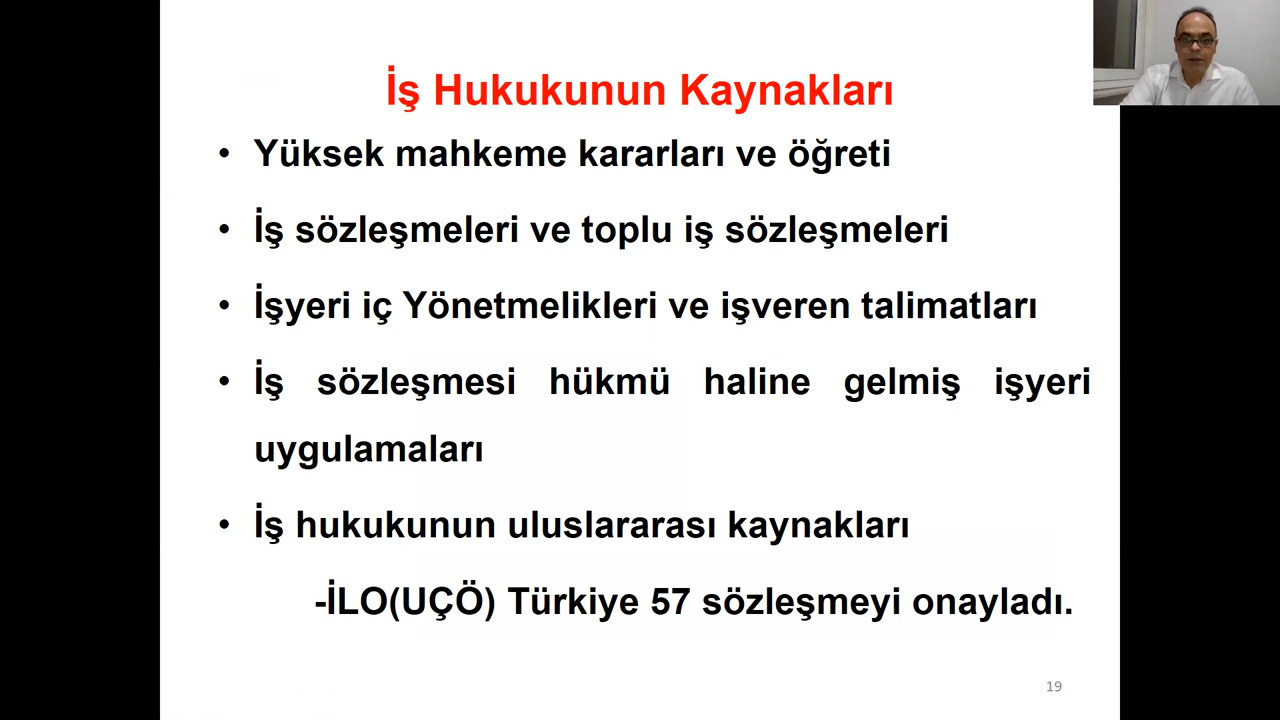 İş Hukukunun Kaynakları
• Yüksek mahkeme kararları ve öğreti
• İş sözleşmeleri ve toplu iş sözleşmeleri
• İşyeri iç Yönetmelikleri ve işveren talimatları
• İş sözleşmesi hükmü haline gelmiş işyeri
uygulamaları
• İş hukukunun uluslararası kaynakları
-İLO(UÇÖ) Türkiye 57 sözleşmeyi onayladı.
19